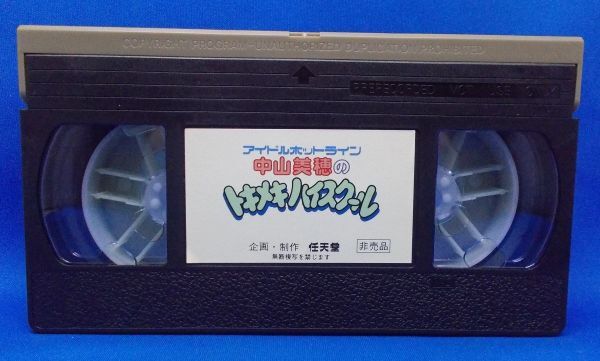 COPYRIGHT PROGRAM-UNAUTHORIZED DUPLICATION PROHIBITED
PRERECORDED NOT USE ONLY
アイドルホットライン
中山美穂の
トキメキハイスクール
企画・制作 任天堂 非売品
無断複写を禁じます